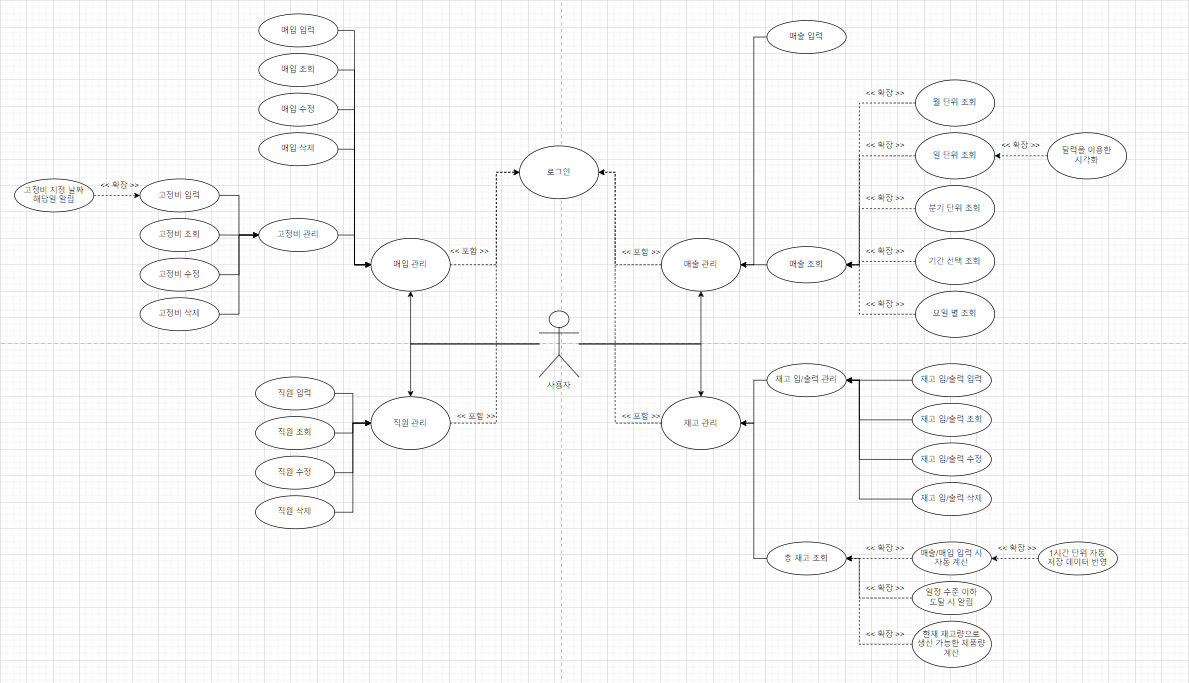 매입 입력
매입 조회
매입 수정
매입 삭제
고정비 지정 날짜
해당일 알림
<< 확장 >>
고정비 입력
고정비 조회
고정비 수정
고정비 삭제
고정비 관리
매입 관리
<< 포함 >>
로그인
사용자
직원 입력
직원 조회
직원 수정
직원 삭제
직원 관리
<< 포함 >>
매출 입력
<< 포함 >>
매출 관리
매출 조회
<< 확장 >>
월 단위 조회
<< 확장 >>
일 단위 조회
<< 확장 >>
달력을 이용한
시각화
<< 확장 >>
분기 단위 조회
<< 확장 >>
기간 선택 조회
<< 확장 >>
요일 별 조회
<< 포함 >>
재고 관리
재고 입/출력 관리
재고 입/출력 입력
재고 입/출력 조회
재고 입/출력 수정
재고 입/출력 삭제
총 재고 조회
<< 확장 >>
매출/매입 입력 시
자동 계산
<< 확장 >>
1시간 단위 자동
저장 데이터 반영
<< 확장 >>
일정 수준 이하
도달 시 알림
<< 확장 >>
현재 재고량으로
생산 가능한 제품량
계산